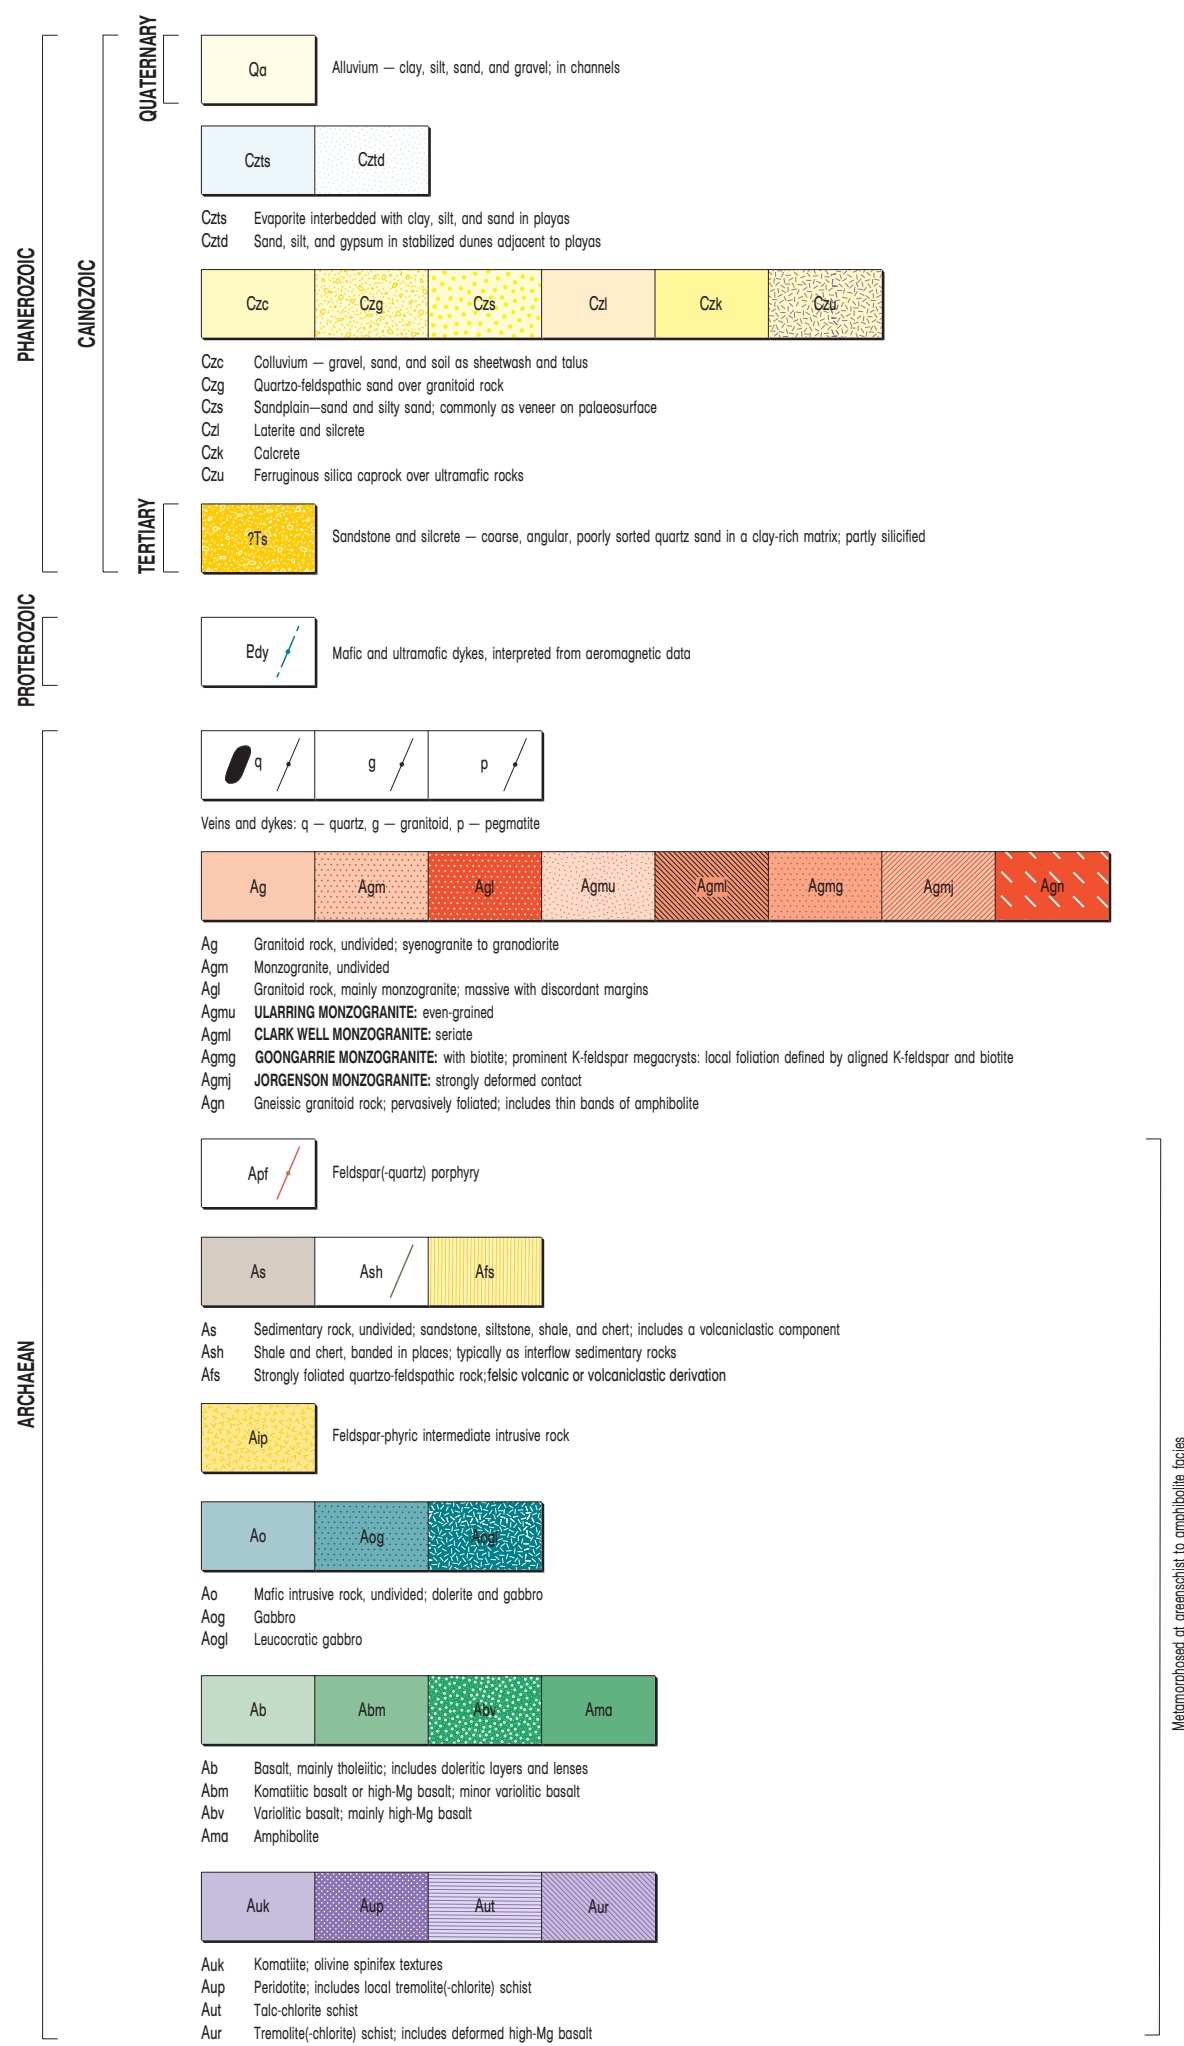 QUATERNARY
Qa
Alluvium — clay, silt, sand, and gravel; in channels
Czts
Cztd
Czts Evaporite interbedded with clay, silt, and sand in playas
Cztd Sand, silt, and gypsum in stabilized dunes adjacent to playas
PHANEROZOIC
CAINOZOIC
Czc
Czg
Czs
Czl
Czk
Czu
Czc Colluvium — gravel, sand, and soil as sheetwash and talus
Czg Quartzo-feldspathic sand over granitoid rock
Czs Sandplain—sand and silty sand; commonly as veneer on palaeosurface
Czl Laterite and silcrete
Czk Calcrete
Czu Ferruginous silica caprock over ultramafic rocks
TERTIARY
?Ts
Sandstone and silcrete — coarse, angular, poorly sorted quartz sand in a clay-rich matrix; partly silicified
PROTEROZOIC
Pdy
Mafic and ultramafic dykes, interpreted from aeromagnetic data
q
g
p
Veins and dykes: q — quartz, g — granitoid, p — pegmatite
Ag
Agm
Agl
Agmu
Agml
Agmg
Agmj
Agn
Ag Granitoid rock, undivided; syenogranite to granodiorite
Agm Monzogranite, undivided
Agl Granitoid rock, mainly monzogranite; massive with discordant margins
Agmu ULARRING MONZOGRANITE: even-grained
Agml CLARK WELL MONZOGRANITE: seriate
Agmg GOONGARRIE MONZOGRANITE: with biotite; prominent K-feldspar megacrysts: local foliation defined by aligned K-feldspar and biotite
Agmj JORGENSON MONZOGRANITE: strongly deformed contact
Agn Gneissic granitoid rock; pervasively foliated; includes thin bands of amphibolite
Apf
Feldspar(-quartz) porphyry
As
Ash
Afs
As Sedimentary rock, undivided; sandstone, siltstone, shale, and chert; includes a volcaniclastic component
Ash Shale and chert, banded in places; typically as interflow sedimentary rocks
Afs Strongly foliated quartzo-feldspathic rock;felsic volcanic or volcaniclastic derivation
ARCHAEAN
Aip
Feldspar-phyric intermediate intrusive rock
Ao
Aog
Aogl
Ao Mafic intrusive rock, undivided; dolerite and gabbro
Aog Gabbro
Aogl Leucocratic gabbro
Metamorphosed at greenschist to amphibolite facies
Ab
Abm
Abv
Ama
Ab Basalt, mainly tholeiitic; includes doleritic layers and lenses
Abm Komatiitic basalt or high-Mg basalt; minor variolitic basalt
Abv Variolitic basalt; mainly high-Mg basalt
Ama Amphibolite
Auk
Aup
Aut
Aur
Auk Komatiite; olivine spinifex textures
Aup Peridotite; includes local tremolite(-chlorite) schist
Aut Talc-chlorite schist
Aur Tremolite(-chlorite) schist; includes deformed high-Mg basalt